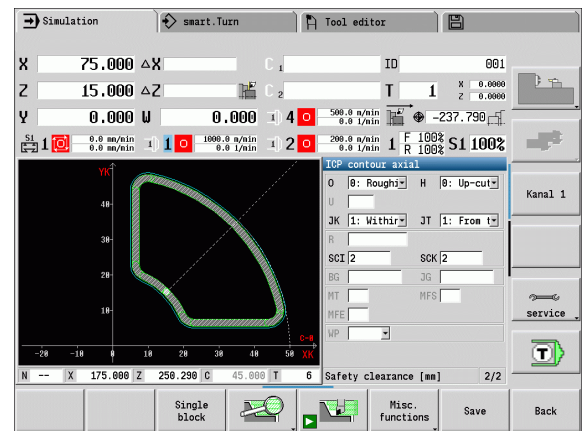 Simulation smart.Turn Tool editor
X 75.000 ΔX C 1 ID 001
Z 15.000 ΔZ C 2 T 1 X 0.0000 Z 0.0000
Y 0.000 W 0.000 4 500.0 m/min 0.0 1/min -237.790
S1 1 0.0 mm/min 0.0 mm/min 1 1000.0 m/min 0.0 1/min 2 200.0 m/min 0.0 1/min 1 F 100% R 100% S1 100%
ICP contour axial
O 0: Roughi H 0: Up-cut
U
JK 1: Withir JT 1: From t
R
SCI 2 SCK 2
BG JG
MT MFS
MFE
WP
YK
40
30
20
10
C-0
-20 -10 0 10 20 30 40 50 XK
N -- X 175.000 Z 250.290 C 45.000 T 6 Safety clearance [mm] 2/2
Kanal 1
service
T
Single block Misc. functions Save Back